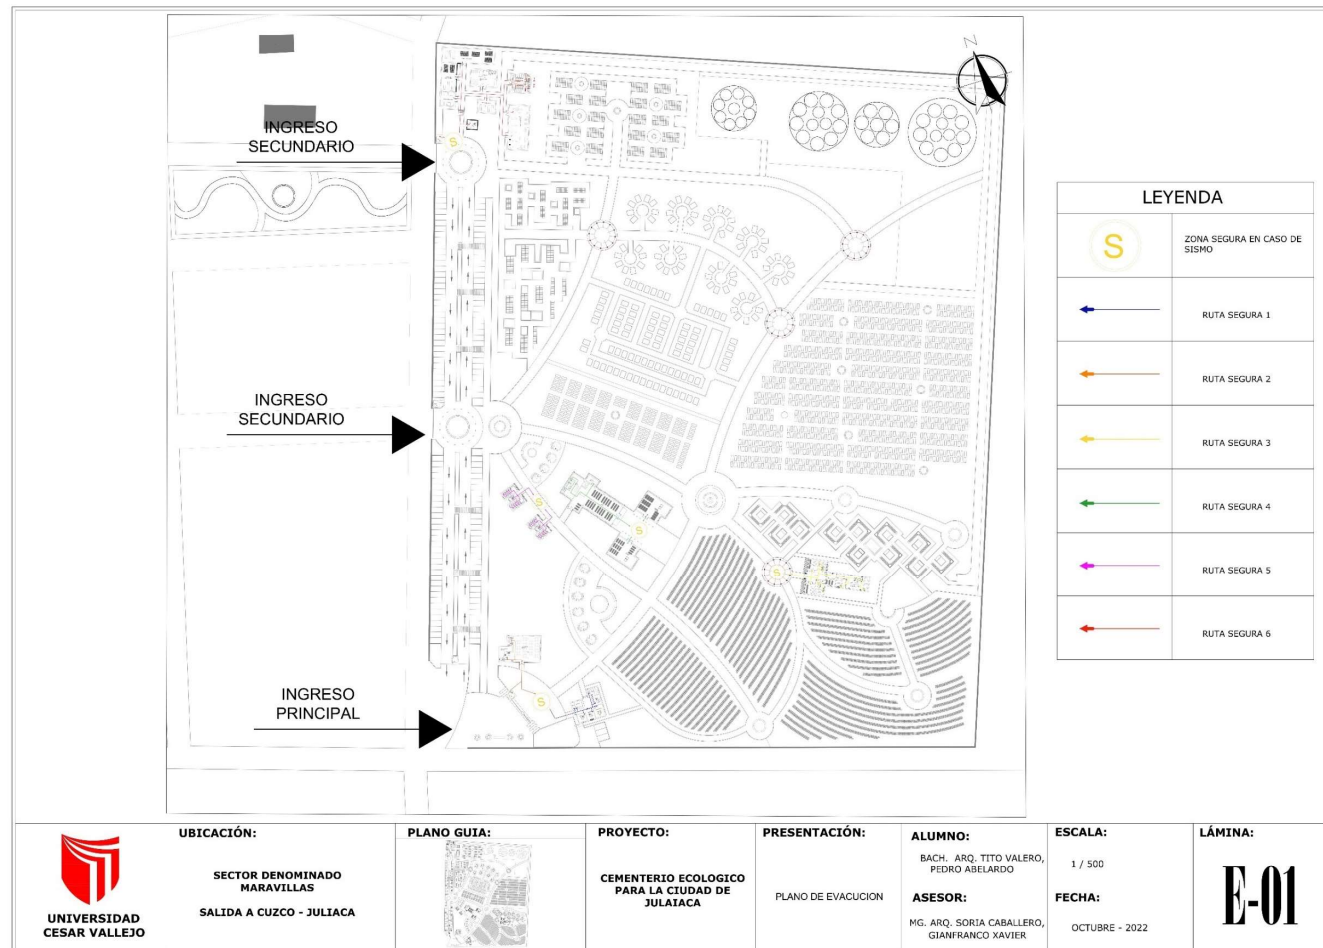 N
INGRESO
SECUNDARIO
S
INGRESO
SECUNDARIO
S
S
S
INGRESO
PRINCIPAL
S
LEYENDA
S
ZONA SEGURA EN CASO DE
SISMO
RUTA SEGURA 1
RUTA SEGURA 2
RUTA SEGURA 3
RUTA SEGURA 4
RUTA SEGURA 5
RUTA SEGURA 6
UNIVERSIDAD
CESAR VALLEJO
UBICACIÓN:
SECTOR DENOMINADO
MARAVILLAS
SALIDA A CUZCO - JULIACA
PLANO GUIA:
PROYECTO:
CEMENTERIO ECOLOGICO
PARA LA CIUDAD DE
JULAIACA
PRESENTACIÓN:
PLANO DE EVACUCION
ALUMNO:
BACH. ARQ. TITO VALERO,
PEDRO ABELARDO
ASESOR:
MG. ARQ. SORIA CABALLERO,
GIANFRANCO XAVIER
ESCALA:
1 / 500
FECHA:
OCTUBRE - 2022
LÁMINA:
E-01